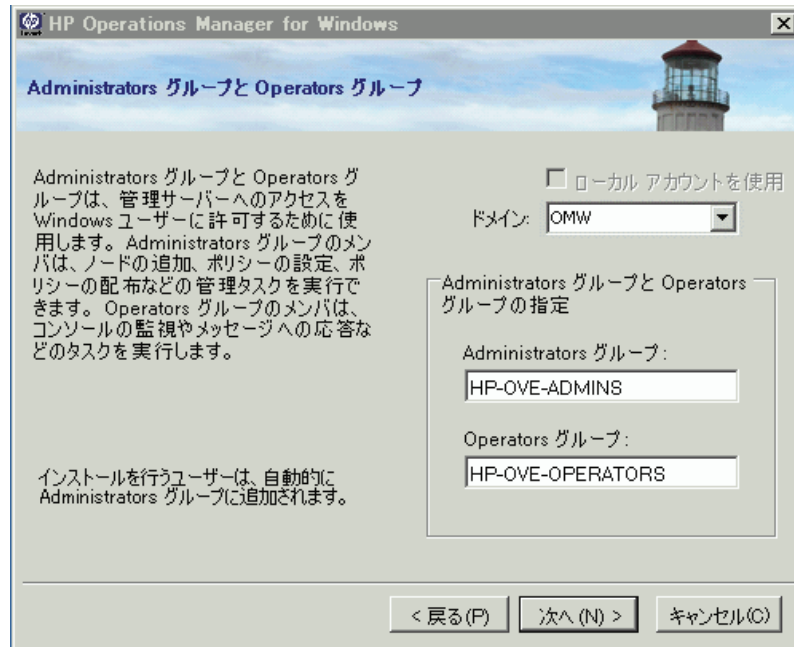 HP Operations Manager for Windows
Administrators グループと Operators グループ
Administrators グループと Operators グ
ループは、管理サーバーへのアクセスを
Windows ユーザーに許可するために使
用します。Administrators グループのメン
バは、ノードの追加、ポリシーの設定、ポ
リシーの配布などの管理タスクを実行で
きます。Operators グループのメンバは、
コンソールの監視やメッセージへの応答な
どのタスクを実行します。
インストールを行うユーザーは、自動的に
Administrators グループに追加されます。
ローカル アカウントを使用
ドメイン: OMW
Administrators グループと Operators
グループの指定
Administrators グループ:
HP-OVE-ADMINS
Operators グループ:
HP-OVE-OPERATORS
< 戻る(P) 次へ(N) > キャンセル(C)